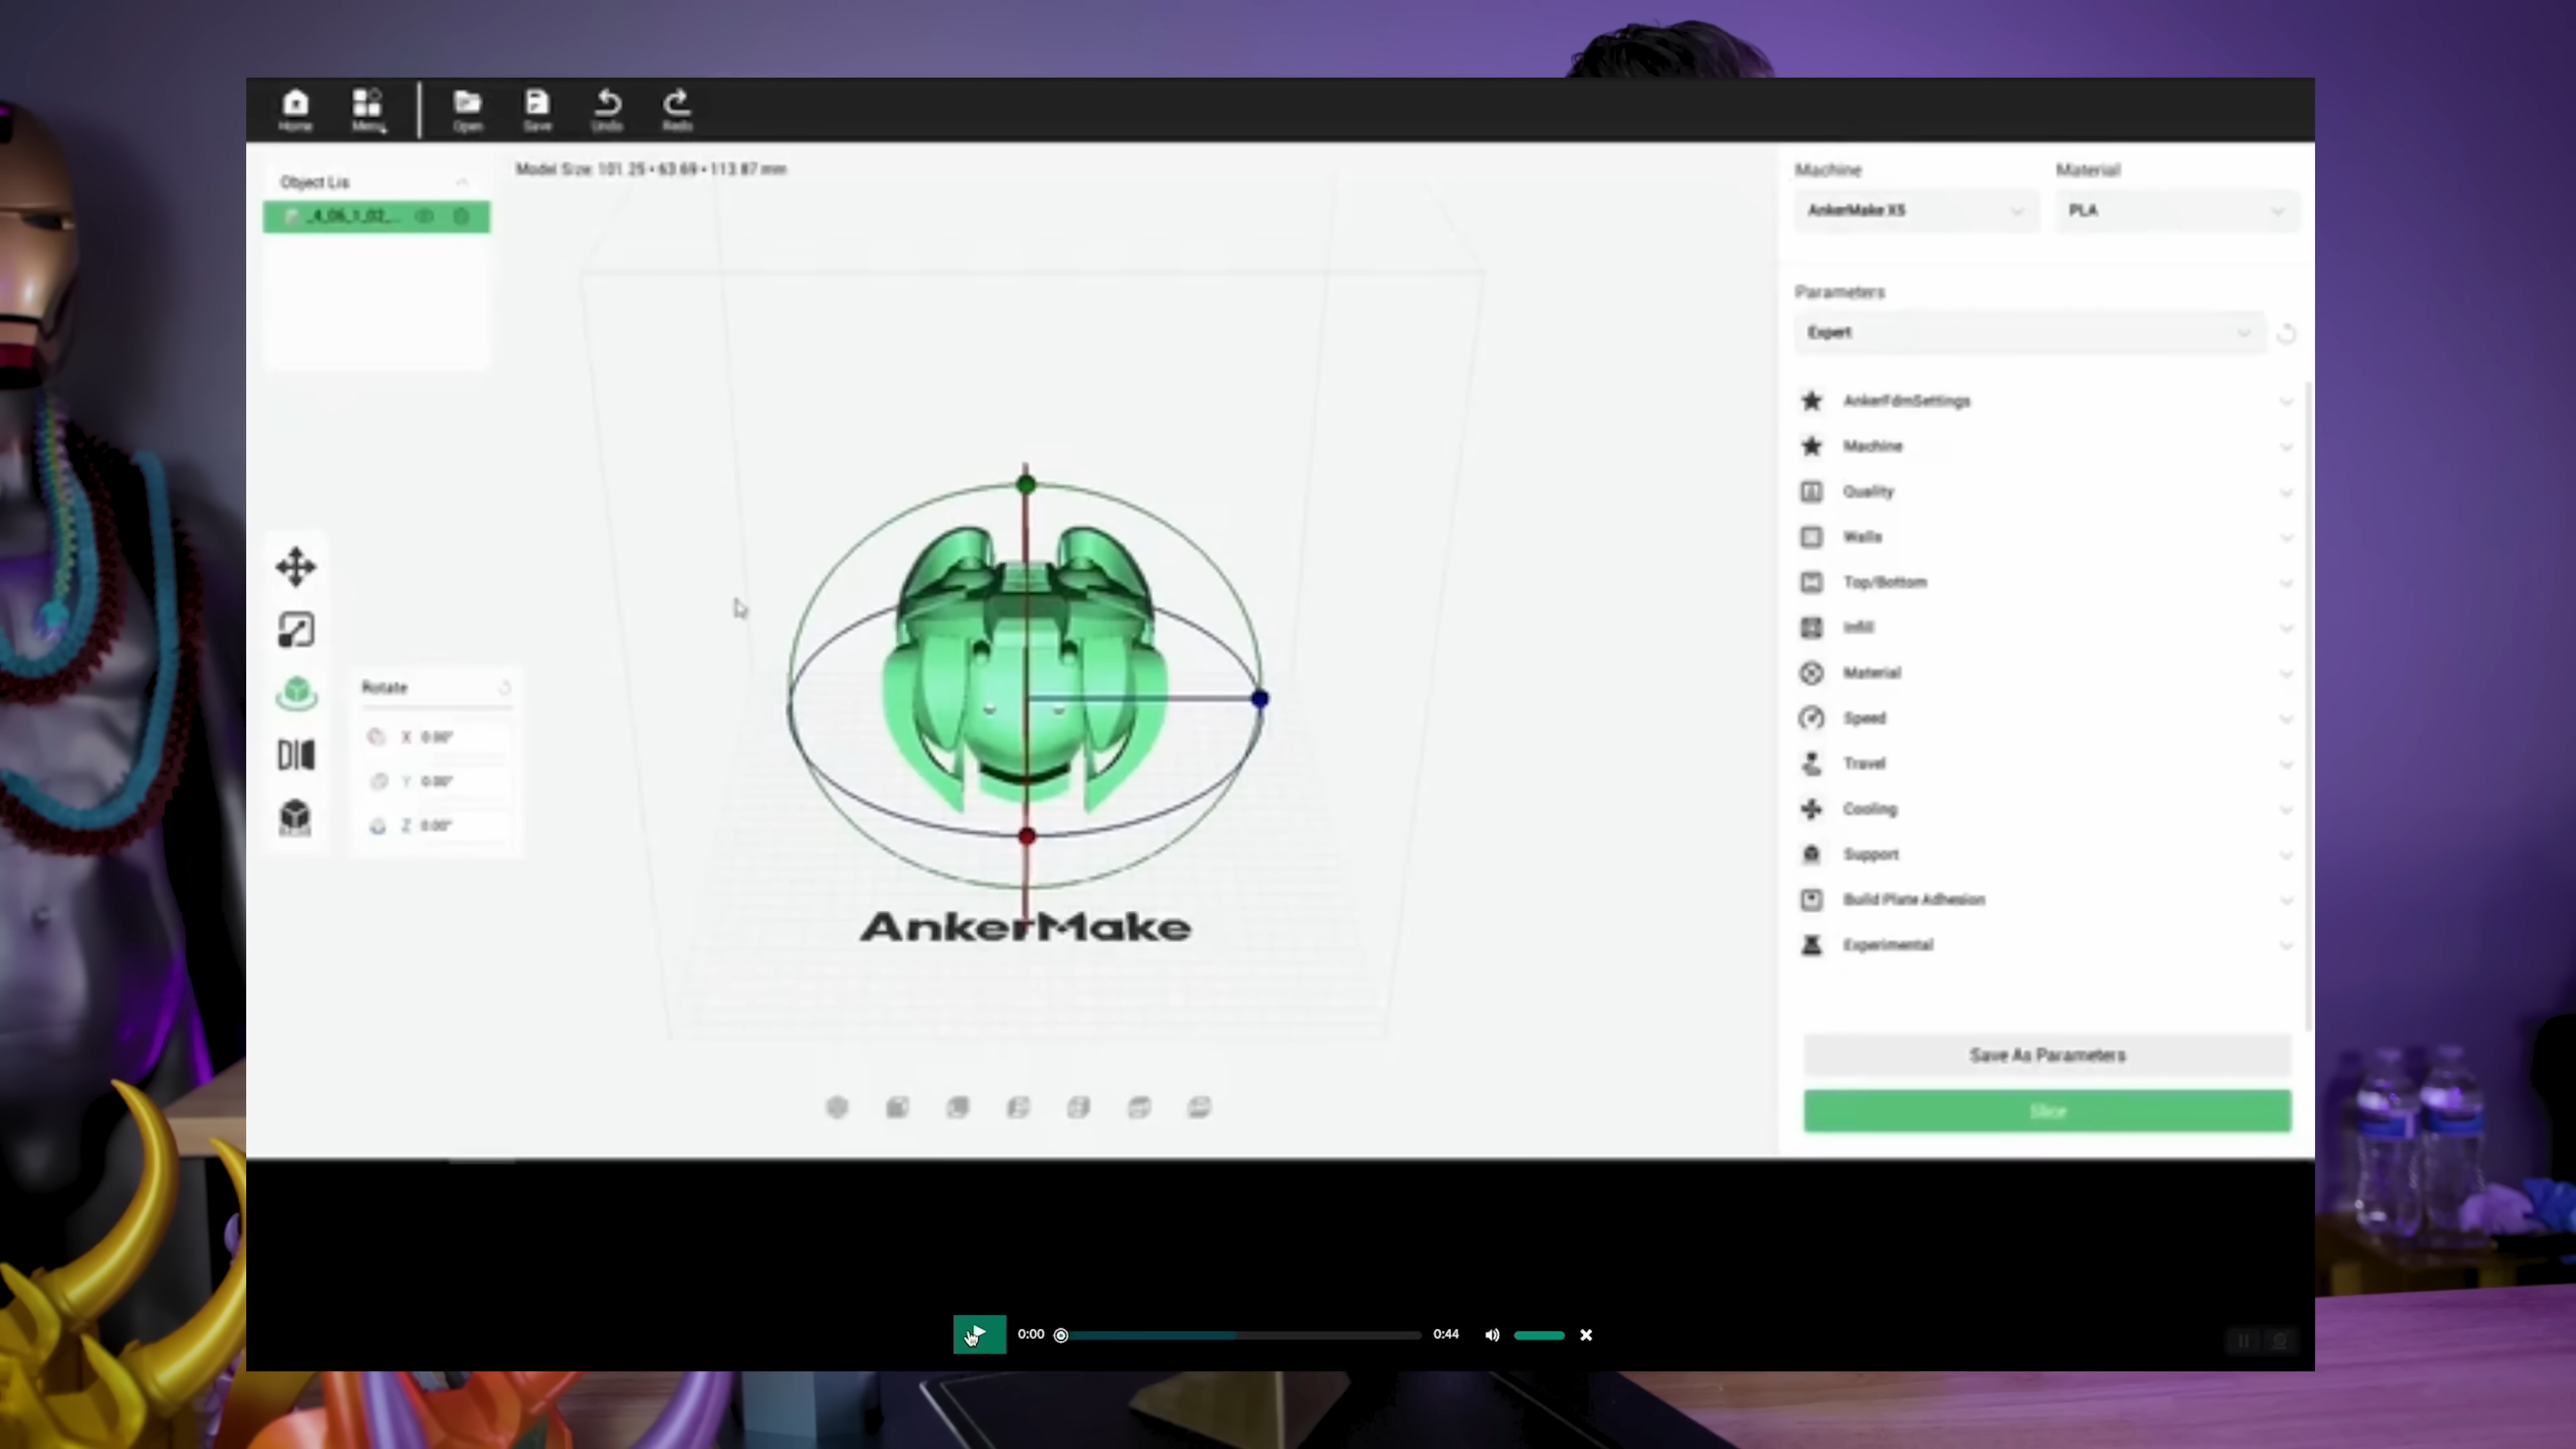 Home Menu Open Save Undo Redo
Object Lis
_4_06_1_02_...
Model Size: 101.25*63.69*113.87 mm
Rotate
X 0.00°
Y 0.00°
Z 0.00°
AnkerMake
Machine Material
AnkerMake X5 PLA
Parameters
Expert
AnkerFdmSettings
Machine
Quality
Walls
Top/Bottom
Infill
Material
Speed
Travel
Cooling
Support
Build Plate Adhesion
Experimental
Save As Parameters
Slice
0:00 0:44